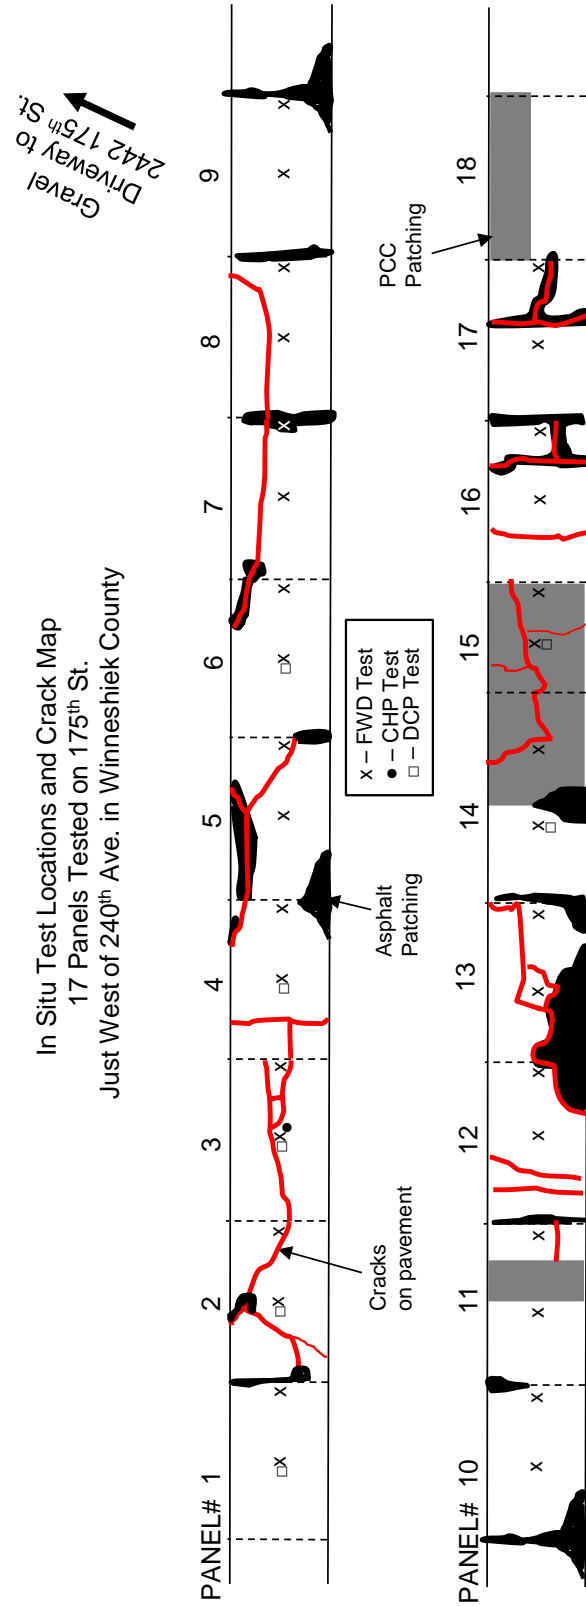 In Situ Test Locations and Crack Map
17 Panels Tested on 175th St.
Just West of 240th Ave. in Winneshiek County
Gravel
Driveway to
2442 175th St.
PANEL# 1 2 3 4 5 6 7 8 9
Cracks
on pavement
Asphalt
Patching
x – FWD Test
● – CHP Test
□ – DCP Test
PCC
Patching
PANEL# 10 11 12 13 14 15 16 17 18